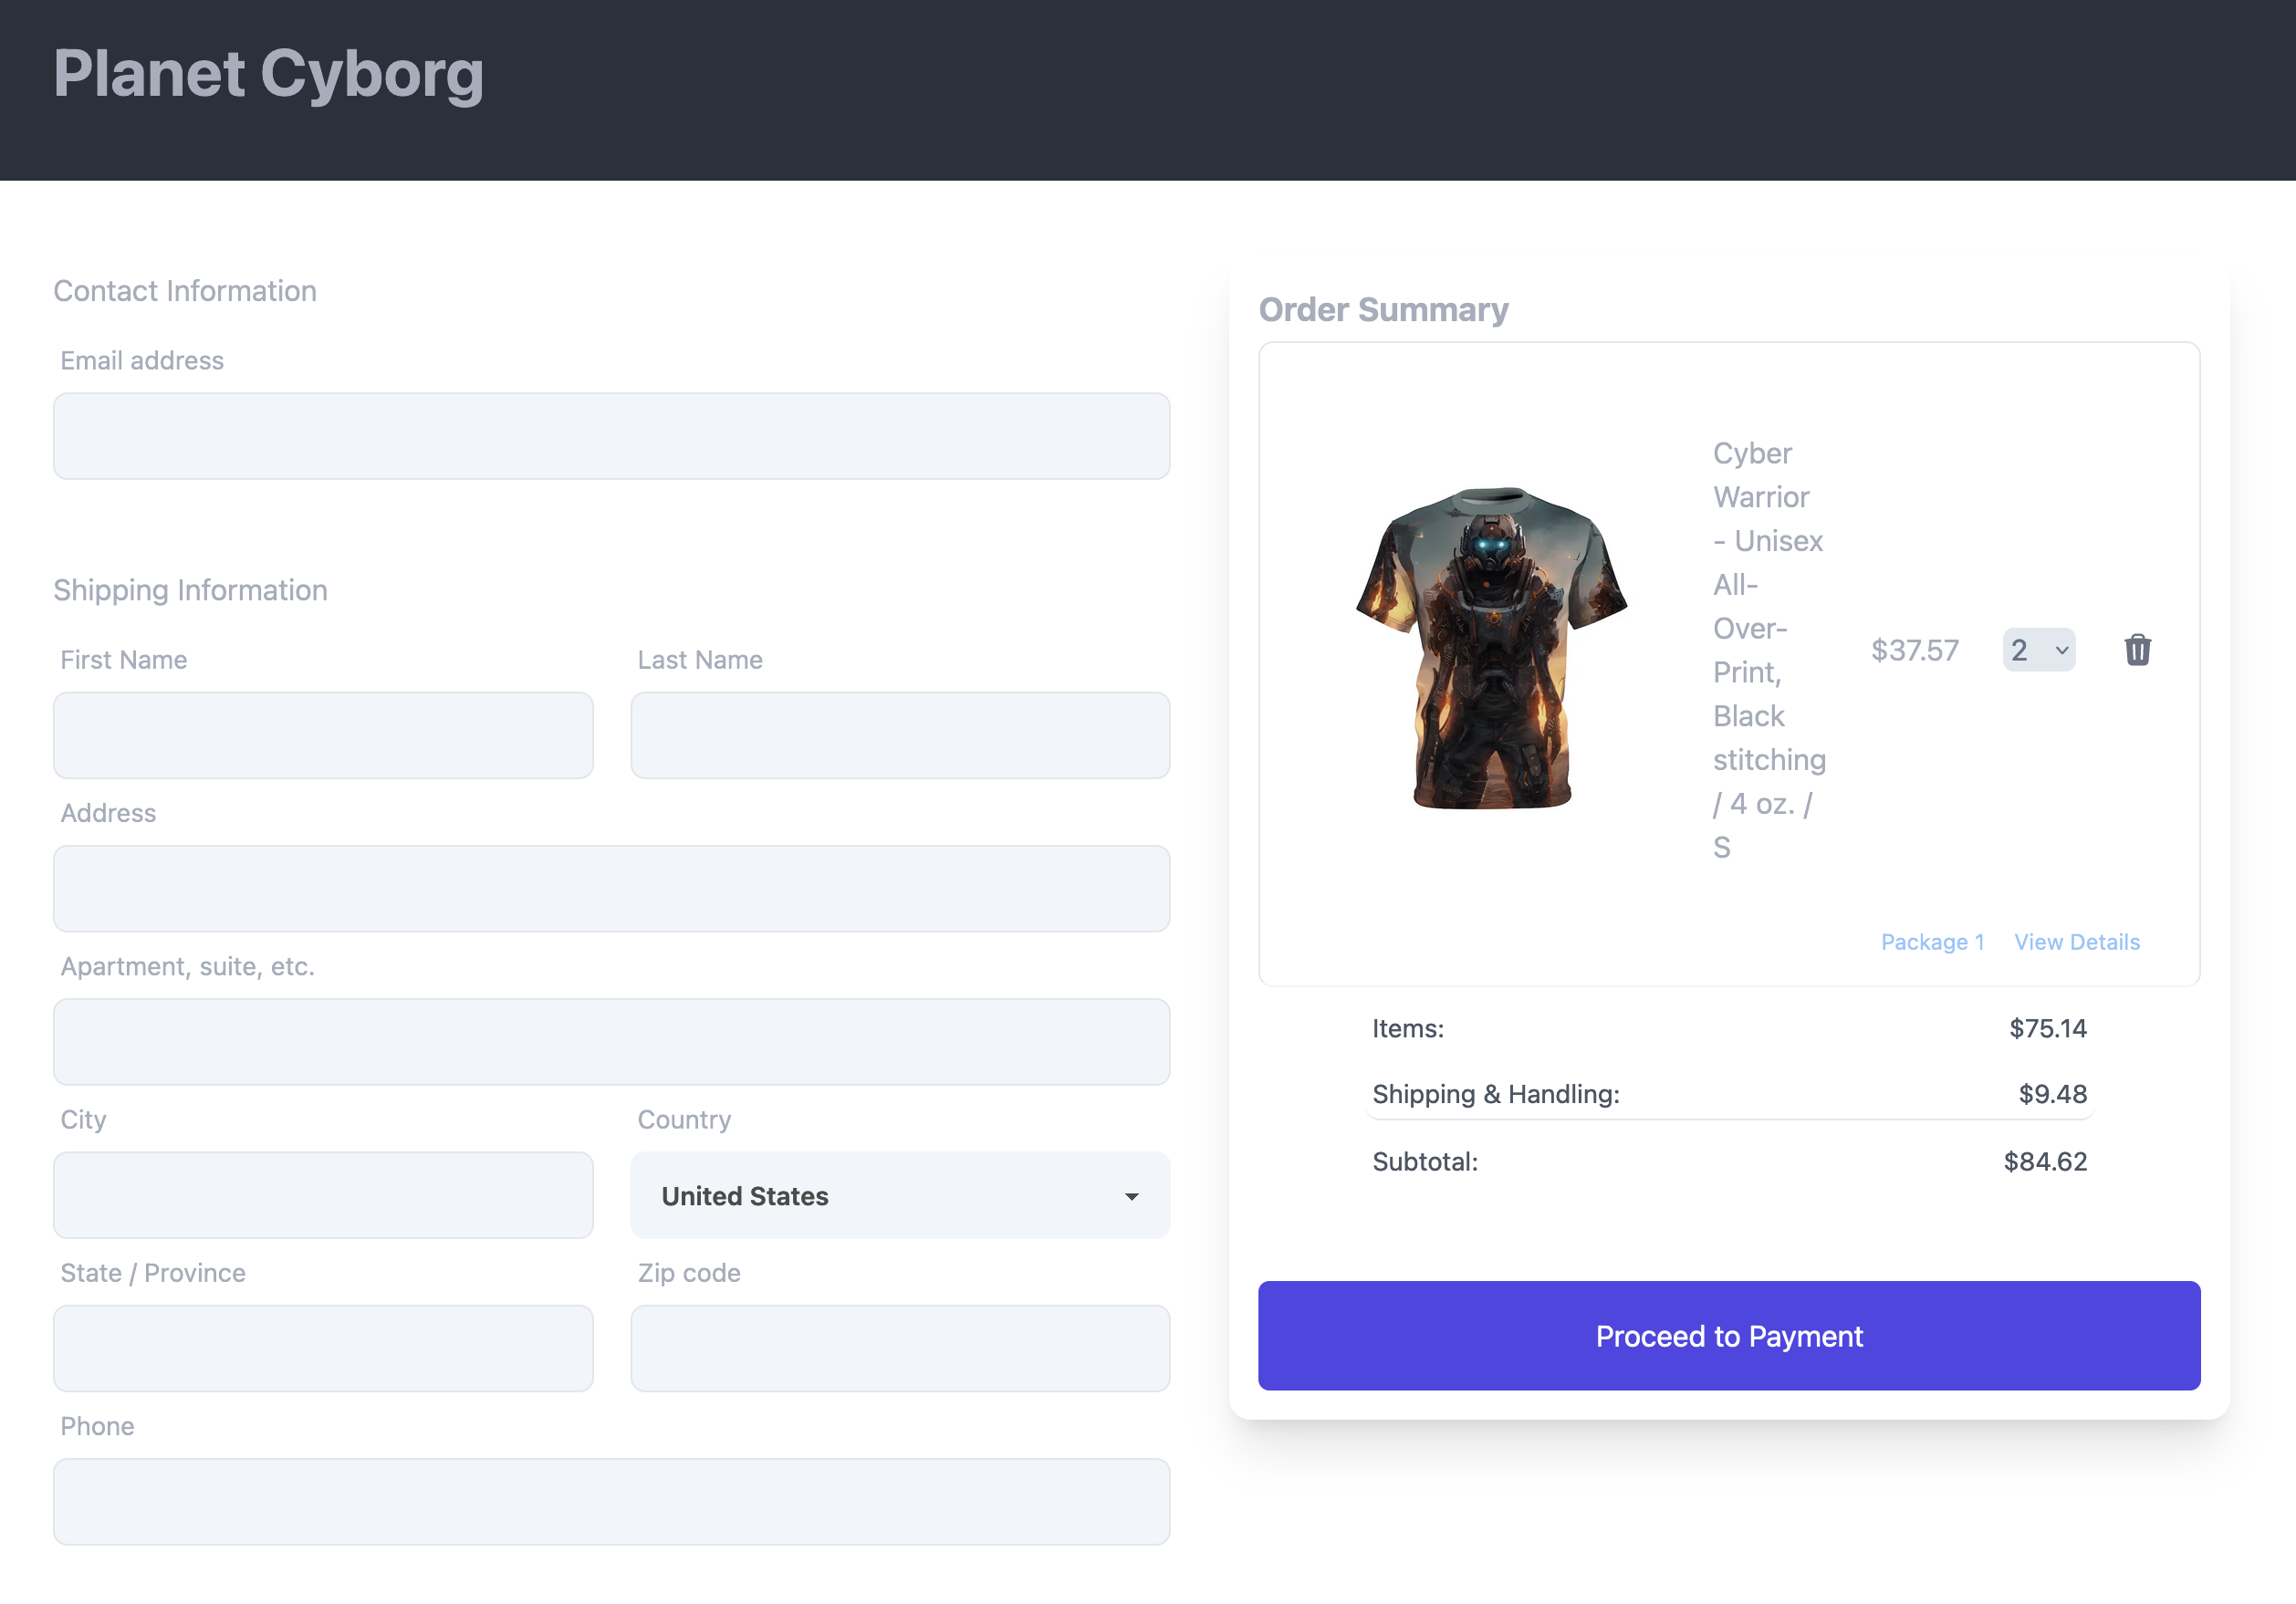 Planet Cyborg
Contact Information
Email address
Shipping Information
First Name
Last Name
Address
Apartment, suite, etc.
City
Country
United States
State / Province
Zip code
Phone
Order Summary
Cyber
Warrior
- Unisex
All-
Over-
Print,
Black
stitching
/ 4 oz. /
S
$37.57
2
Package 1 View Details
Items: $75.14
Shipping & Handling: $9.48
Subtotal: $84.62
Proceed to Payment